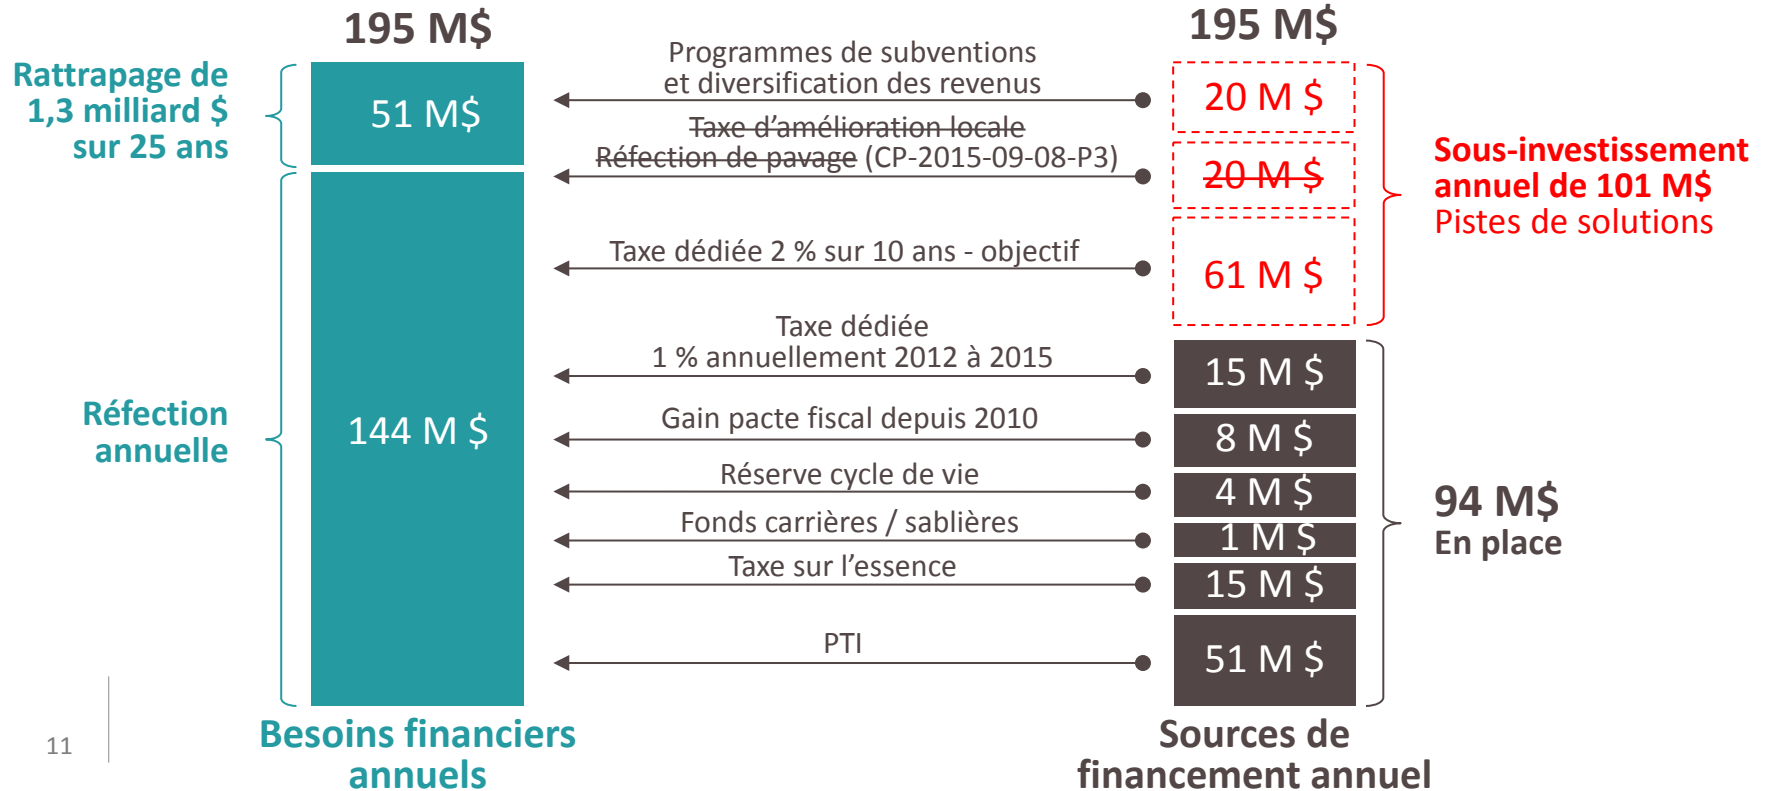 195 M$
195 M$
Rattrapage de
1,3 milliard $
sur 25 ans
51 M$
Réfection
annuelle
144 M $
Besoins financiers
annuels
Programmes de subventions
et diversification des revenus
Taxe d'amélioration locale
Réfection de pavage (CP-2015-09-08-P3)
Taxe dédiée 2 % sur 10 ans - objectif
Taxe dédiée
1 % annuellement 2012 à 2015
Gain pacte fiscal depuis 2010
Réserve cycle de vie
Fonds carrières / sablières
Taxe sur l'essence
PTI
20 M $
20 M $
61 M $
15 M $
8 M $
4 M $
1 M $
15 M $
51 M $
Sources de
financement annuel
Sous-investissement
annuel de 101 M$
Pistes de solutions
94 M$
En place
11